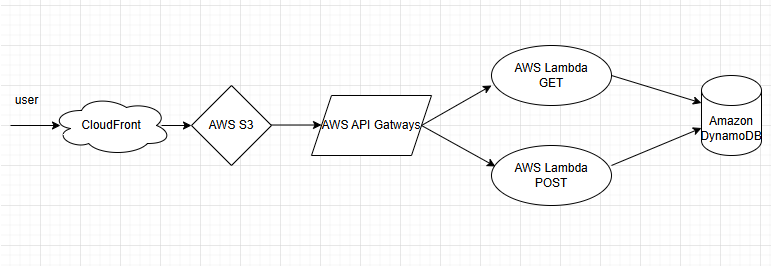 user
CloudFront
AWS S3
AWS API Gatways
AWS Lambda
GET
AWS Lambda
POST
Amazon
DynamoDB